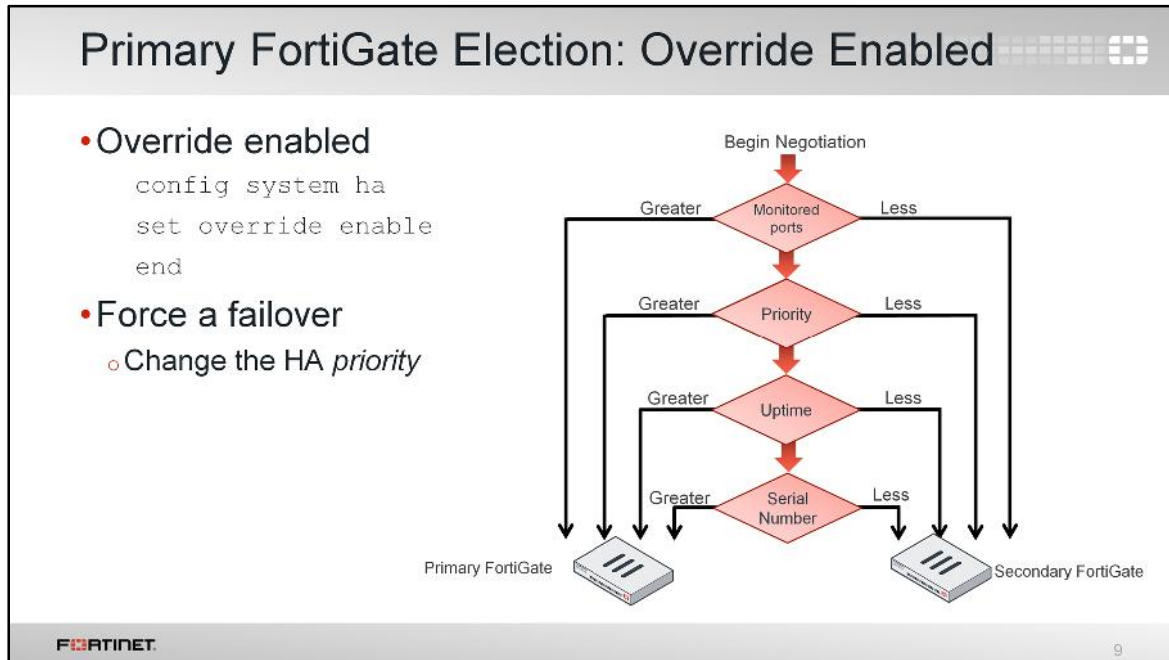 Primary FortiGate Election: Override Enabled
•Override enabled
config system ha
set override enable
end
•Force a failover
oChange the HA priority
Begin Negotiation
Greater
Monitored
ports
Less
Greater
Priority
Less
Greater
Uptime
Less
Greater
Serial
Number
Less
Primary FortiGate
Secondary FortiGate
FORTINET.
9